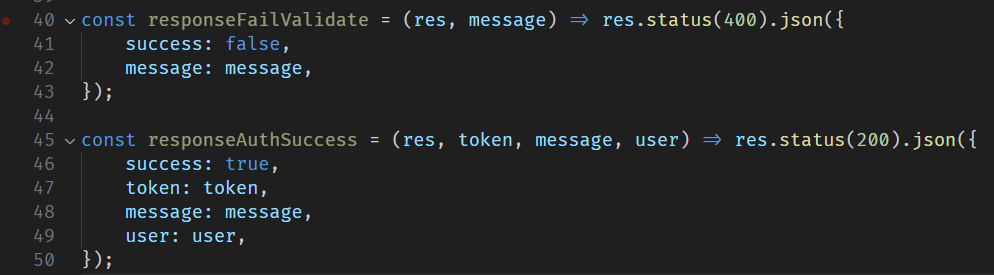 40 const responseFailValidate = (res, message) => res.status(400).json({
41 success: false,
42 message: message,
43 });
44
45 const responseAuthSuccess = (res, token, message, user) => res.status(200).json({
46 success: true,
47 token: token,
48 message: message,
49 user: user,
50 });